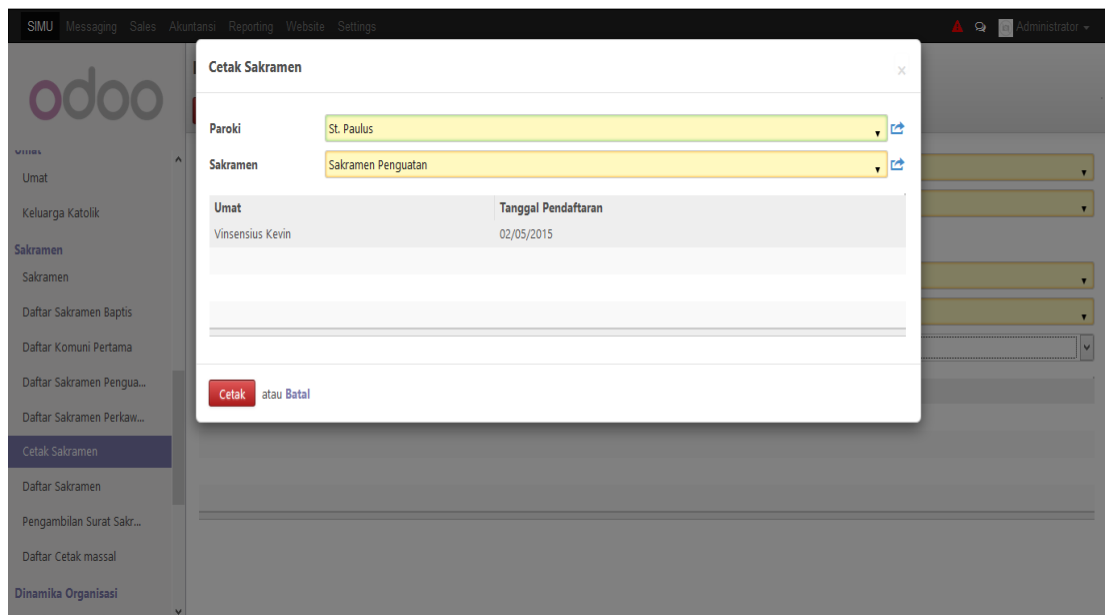 SIMU Messaging Sales Akuntansi Reporting Website Settings Administrator
odoo
Umat
Umat
Keluarga Katolik
Sakramen
Sakramen
Daftar Sakramen Baptis
Daftar Komuni Pertama
Daftar Sakramen Pengua...
Daftar Sakramen Perkaw...
Cetak Sakramen
Daftar Sakramen
Pengambilan Surat Sakr...
Daftar Cetak massal
Dinamika Organisasi
Cetak Sakramen ×
Paroki St. Paulus
Sakramen Sakramen Penguatan
Umat Tanggal Pendaftaran
Vinsensius Kevin 02/05/2015
Cetak atau Batal